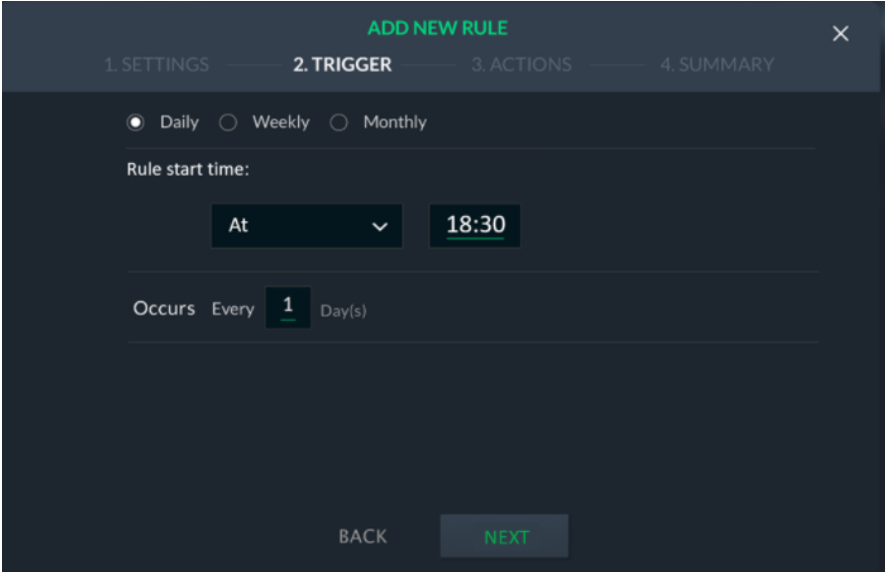 ADD NEW RULE
1. SETTINGS 2. TRIGGER 3. ACTIONS 4. SUMMARY
Daily Weekly Monthly
Rule start time:
At 18:30
Occurs Every 1 Day(s)
BACK NEXT